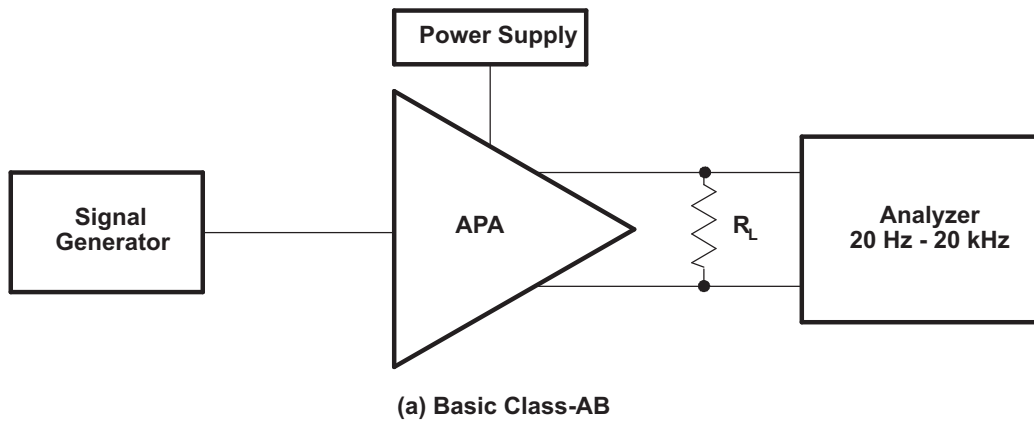 Power Supply
Signal
Generator
APA
RL
Analyzer
20 Hz - 20 kHz
(a) Basic Class-AB